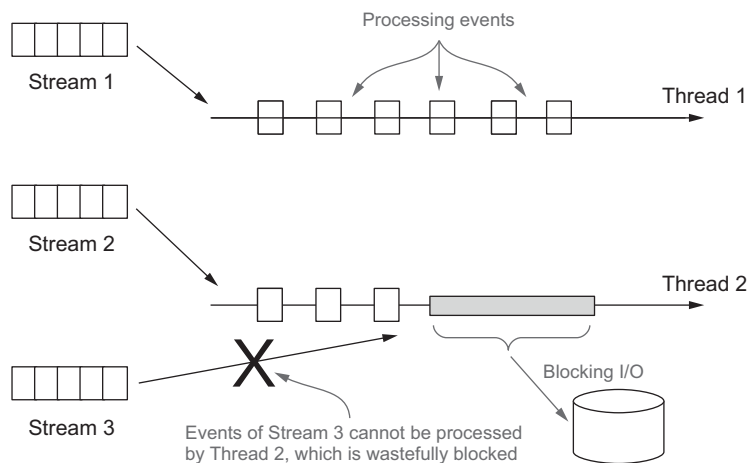 Processing events
Stream 1
Thread 1
Stream 2
Thread 2
Blocking I/O
Stream 3
Events of Stream 3 cannot be processed
by Thread 2, which is wastefully blocked